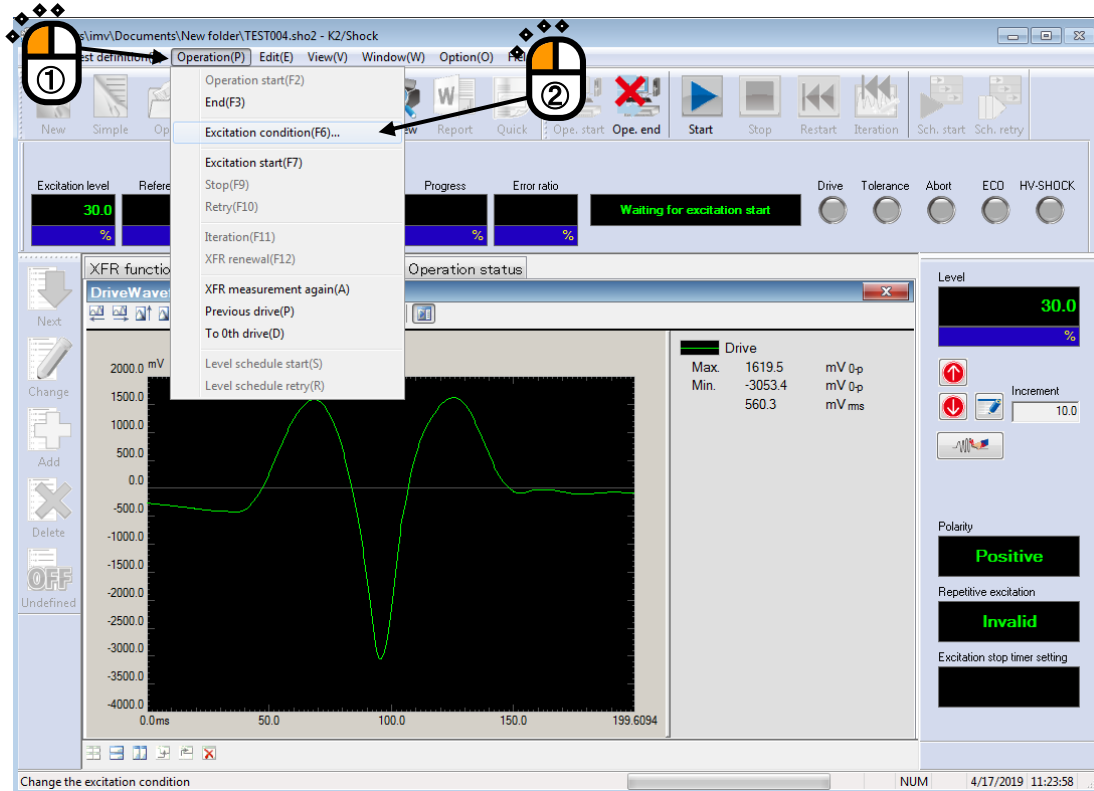 s\imv\Documents\New folder\TEST004.sho2 - K2/Shock
est definition Operation(P) Edit(E) View(V) Window(W) Option(O)
①
②
New Simple Op Report Quick Ope. start Ope. end Start Stop Restart Iteration Sch. start Sch. retry
Operation start(F2)
End(F3)
Excitation condition(F6)...
Excitation start(F7)
Stop(F9)
Retry(F10)
Iteration(F11)
XFR renewal(F12)
XFR measurement again(A)
Previous drive(P)
To 0th drive(D)
Level schedule start(S)
Level schedule retry(R)
Excitation level Refere Progress Error ratio Drive Tolerance Abort ECO HV-SHOCK
30.0 Waiting for excitation start
% % %
XFR functio Operation status
DriveWave
Next
Change
Add
Delete
OFF
Undefined
2000.0 mV
1500.0
1000.0
500.0
0.0
-500.0
-1000.0
-1500.0
-2000.0
-2500.0
-3000.0
-3500.0
-4000.0
0.0ms 50.0 100.0 150.0 199.6094
Drive
Max. 1619.5 mV 0-p
Min. -3053.4 mV 0-p
560.3 mV rms
Level
30.0
%
Increment
10.0
Polarity
Positive
Repetitive excitation
Invalid
Excitation stop timer setting
Change the excitation condition NUM 4/17/2019 11:23:58